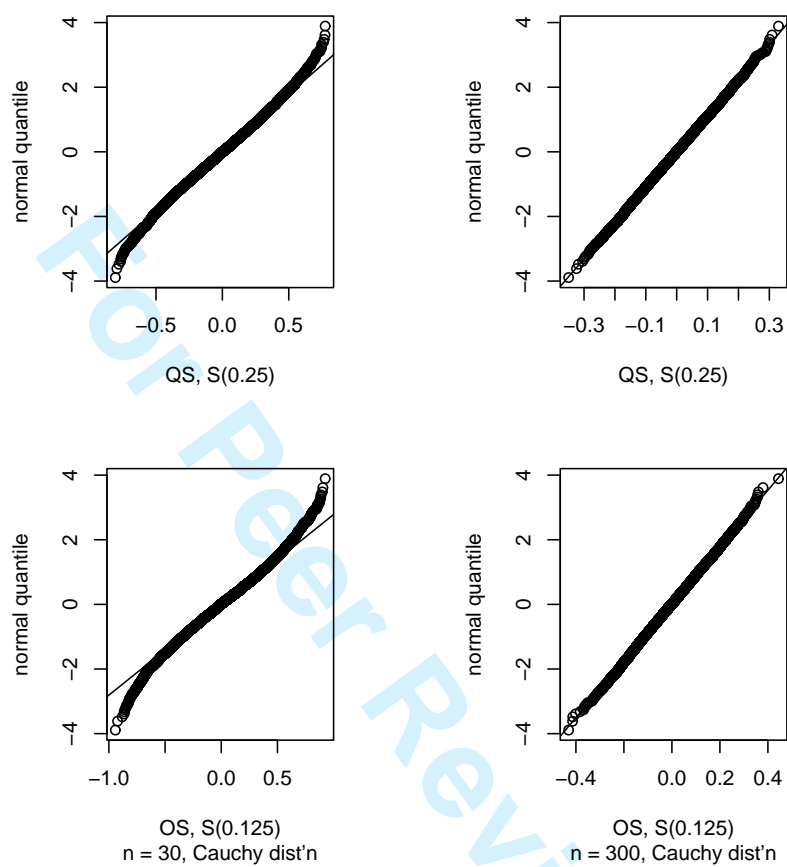 normal quantile
4
2
0
−2
−4
−0.5 0.0 0.5
QS, S(0.25)
normal quantile
4
2
0
−2
−4
−0.3 −0.1 0.1 0.3
QS, S(0.25)
normal quantile
4
2
0
−2
−4
−1.0 0.0 0.5
OS, S(0.125)
n = 30, Cauchy dist'n
normal quantile
4
2
0
−2
−4
−0.4 0.0 0.2 0.4
OS, S(0.125)
n = 300, Cauchy dist'n
For Peer Revi